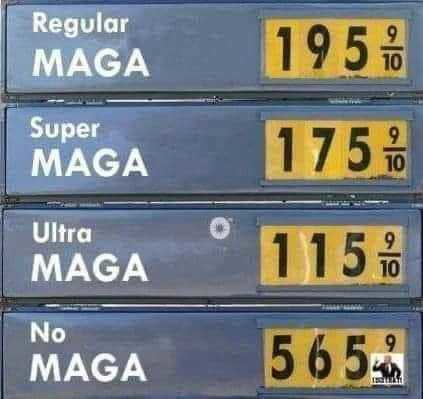 Regular
MAGA
195 9/10
Super
MAGA
175 9/10
Ultra
MAGA
115 9/10
No
MAGA
565 9